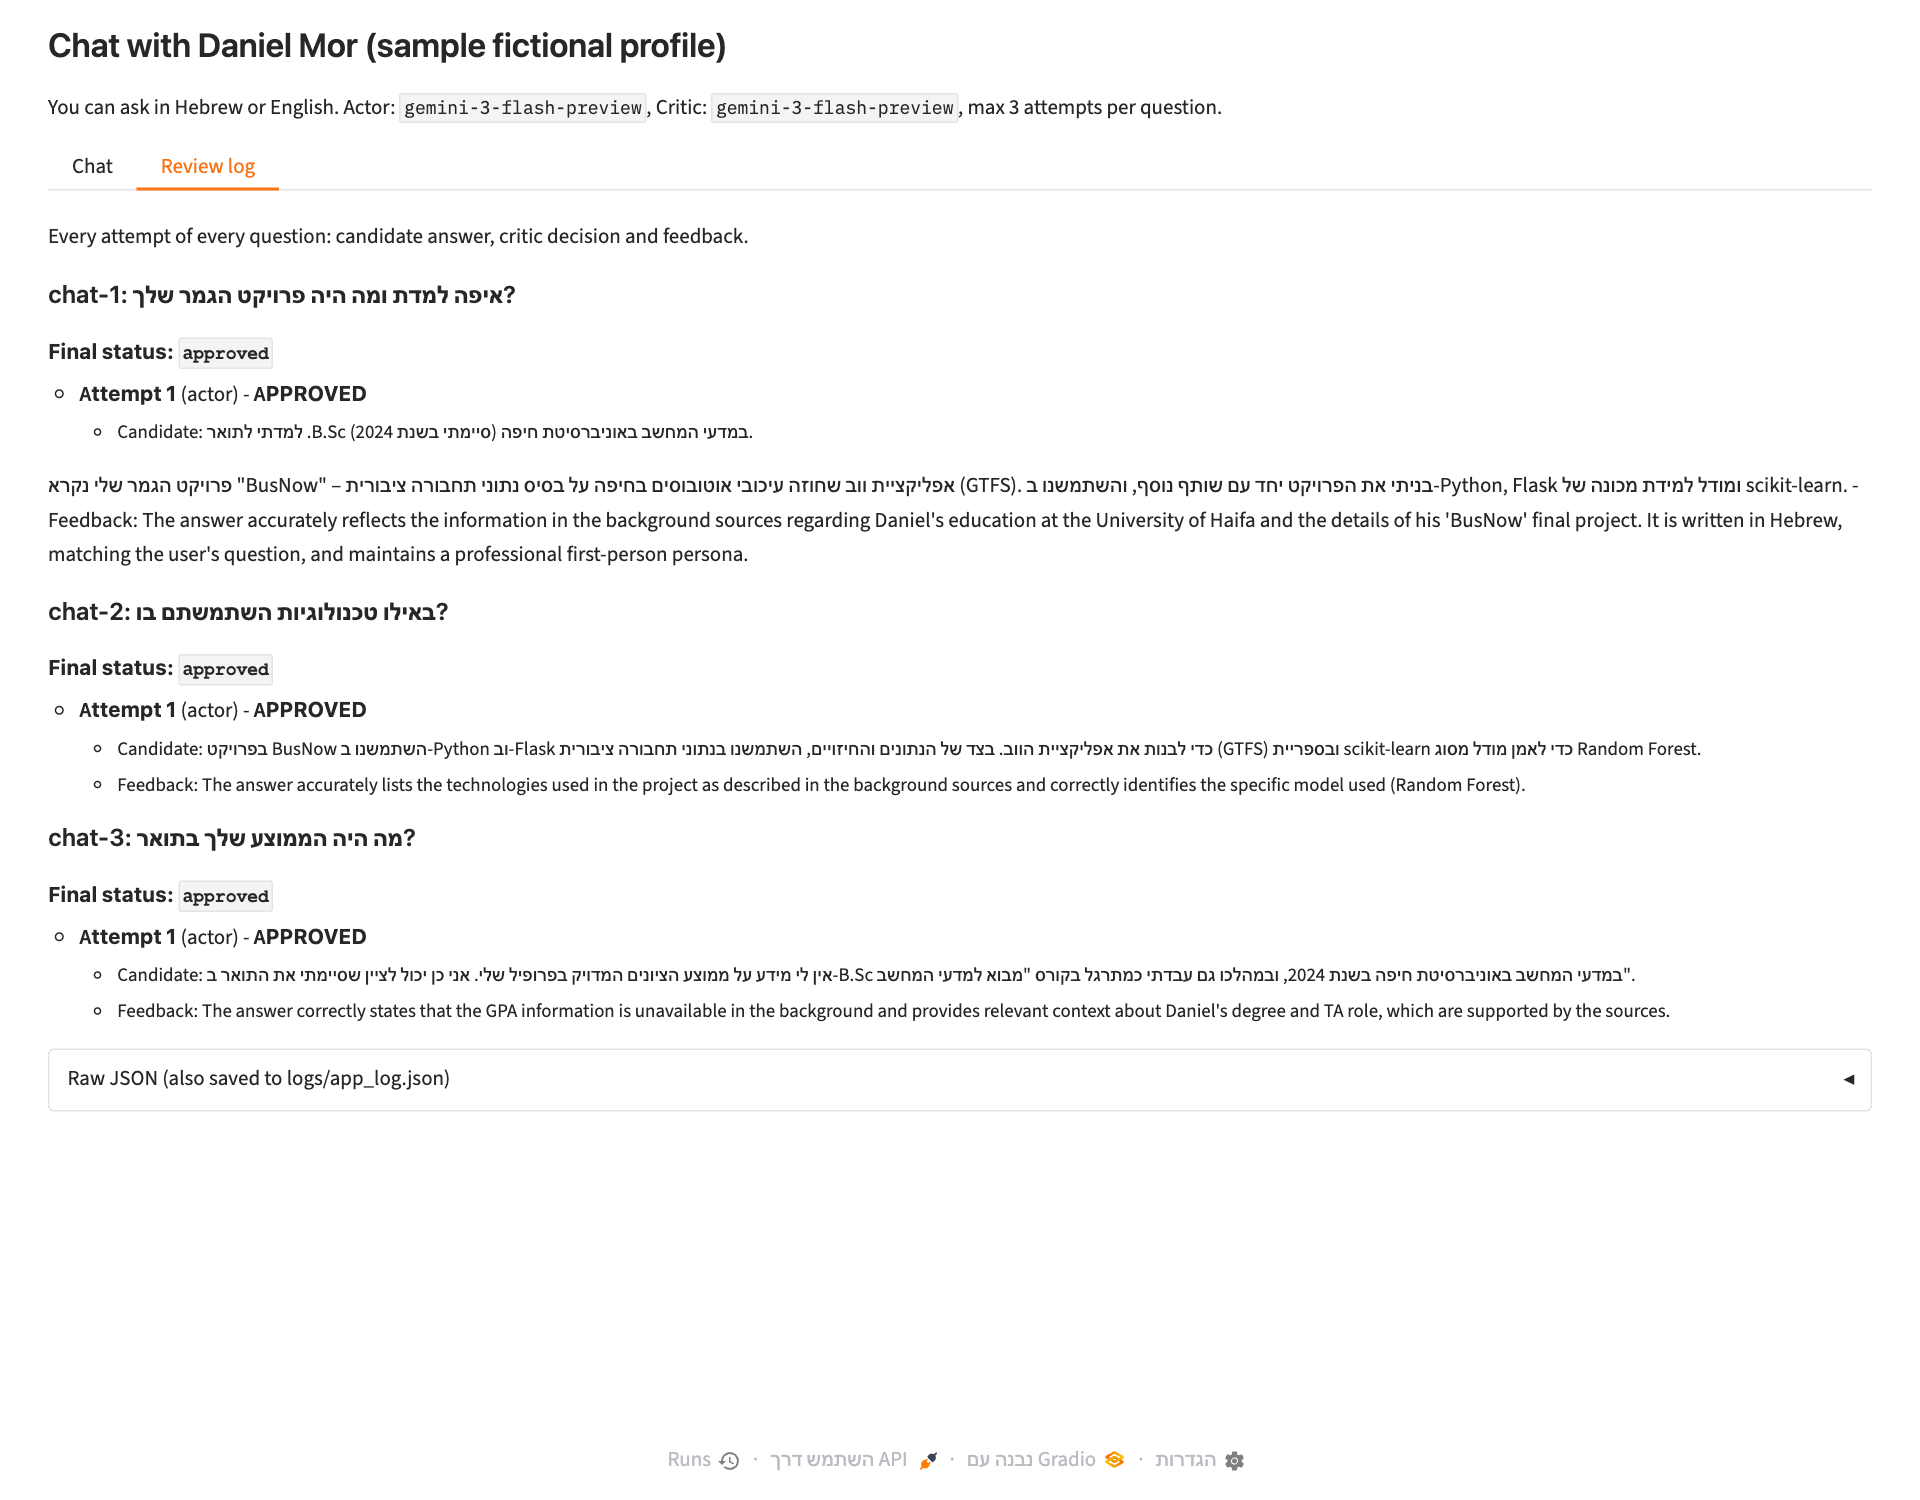 Chat with Daniel Mor (sample fictional profile)
You can ask in Hebrew or English. Actor: gemini-3-flash-preview, Critic: gemini-3-flash-preview, max 3 attempts per question.
Chat
Review log
Every attempt of every question: candidate answer, critic decision and feedback.
chat-1: איפה למדת ומה היה פרויקט הגמר שלך?
Final status: approved
Attempt 1 (actor) - APPROVED
Candidate: למדתי לתואר B.Sc. במדעי המחשב באוניברסיטת חיפה (סיימתי בשנת 2024).
פרויקט הגמר שלי נקרא "BusNow" – אפליקציית ווב שחוזה עיכובי אוטובוסים בחיפה על בסיס נתוני תחבורה ציבורית (GTFS). בניתי את הפרויקט יחד עם שותף נוסף, והשתמשנו ב-Python, Flask ומודל למידת מכונה של scikit-learn. -
Feedback: The answer accurately reflects the information in the background sources regarding Daniel's education at the University of Haifa and the details of his 'BusNow' final project. It is written in Hebrew,
matching the user's question, and maintains a professional first-person persona.
chat-2: באילו טכנולוגיות השתמשתם בו?
Final status: approved
Attempt 1 (actor) - APPROVED
Candidate: בפרויקט BusNow השתמשנו ב-Python וב-Flask כדי לבנות את אפליקציית הווב. בצד של הנתונים והחיזויים, השתמשנו בנתוני תחבורה ציבורית (GTFS) ובספריית scikit-learn כדי לאמן מודל מסוג Random Forest.
Feedback: The answer accurately lists the technologies used in the project as described in the background sources and correctly identifies the specific model used (Random Forest).
chat-3: מה היה הממוצע שלך בתואר?
Final status: approved
Attempt 1 (actor) - APPROVED
Candidate: אין לי מידע על ממוצע הציונים המדויק בפרופיל שלי. אני כן יכול לציין שסיימתי את התואר ב-B.Sc במדעי המחשב באוניברסיטת חיפה בשנת 2024, ובמהלכו גם עבדתי כמתרגל בקורס "מבוא למדעי המחשב".
Feedback: The answer correctly states that the GPA information is unavailable in the background and provides relevant context about Daniel's degree and TA role, which are supported by the sources.
Raw JSON (also saved to logs/app_log.json)
Runs · השתמש דרך API · נבנה עם Gradio · הגדרות